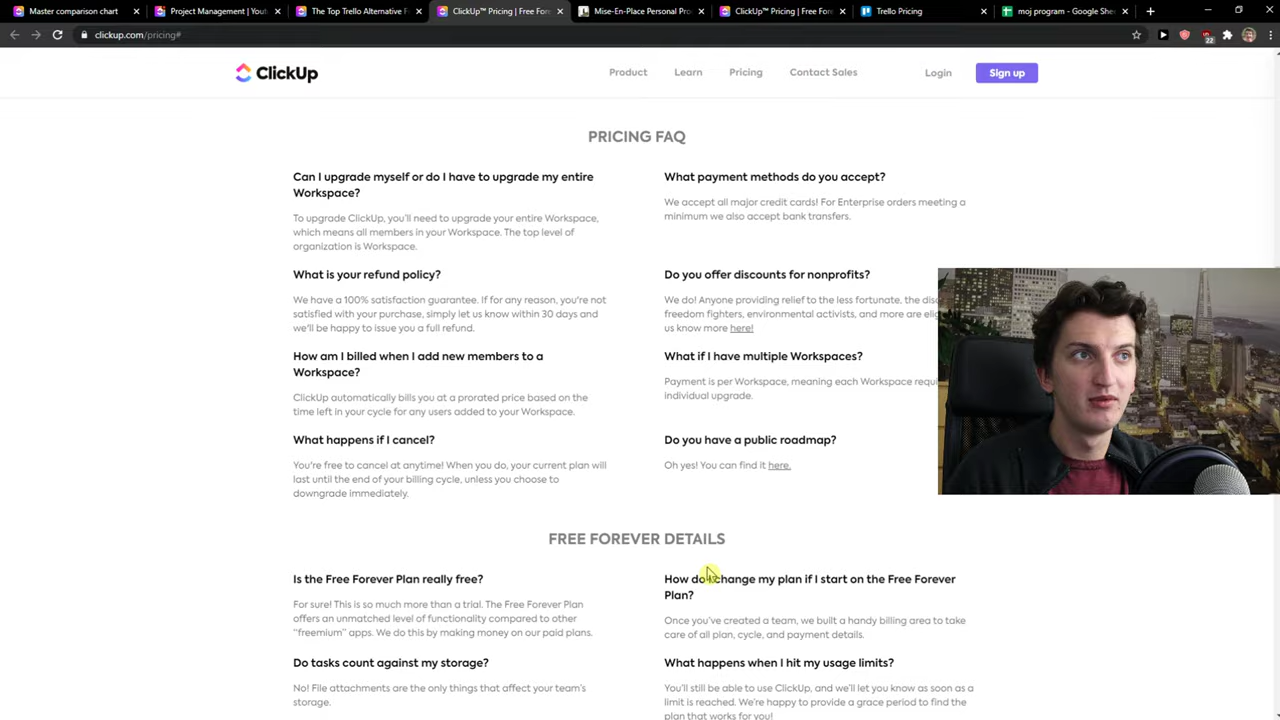 Master comparison chart
Project Management | Yout
The Top Trello Alternative F
ClickUp™ Pricing | Free For
Mise-En-Place Personal Pro
ClickUp™ Pricing | Free For
Trello Pricing
moj program - Google She
clickup.com/pricing#
22
ClickUp
Product
Learn
Pricing
Contact Sales
Login
Sign up
PRICING FAQ
Can I upgrade myself or do I have to upgrade my entire
Workspace?
To upgrade ClickUp, you'll need to upgrade your entire Workspace,
which means all members in your Workspace. The top level of
organization is Workspace.
What payment methods do you accept?
We accept all major credit cards! For Enterprise orders meeting a
minimum we also accept bank transfers.
What is your refund policy?
We have a 100% satisfaction guarantee. If for any reason, you're not
satisfied with your purchase, simply let us know within 30 days and
we'll be happy to issue you a full refund.
Do you offer discounts for nonprofits?
We do! Anyone providing relief to the less fortunate, the
freedom fighters, environmental activists, and more are
us know more here!
How am I billed when I add new members to a
Workspace?
ClickUp automatically bills you at a prorated price based on the
time left in your cycle for any users added to your Workspace.
What if I have multiple Workspaces?
Payment is per Workspace, meaning each Workspace
individual upgrade.
What happens if I cancel?
You're free to cancel at anytime! When you do, your current plan will
last until the end of your billing cycle, unless you choose to
downgrade immediately.
Do you have a public roadmap?
Oh yes! You can find it here.
FREE FOREVER DETAILS
Is the Free Forever Plan really free?
For sure! This is so much more than a trial. The Free Forever Plan
offers an unmatched level of functionality compared to other
"freemium" apps. We do this by making money on our paid plans.
How do I change my plan if I start on the Free Forever
Plan?
Once you've created a team, we built a handy billing area to take
care of all plan, cycle, and payment details.
Do tasks count against my storage?
No! File attachments are the only things that affect your team's
storage.
What happens when I hit my usage limits?
You'll still be able to use ClickUp, and we'll let you know as soon as a
limit is reached. We're happy to provide a grace period to find the
plan that works for you!